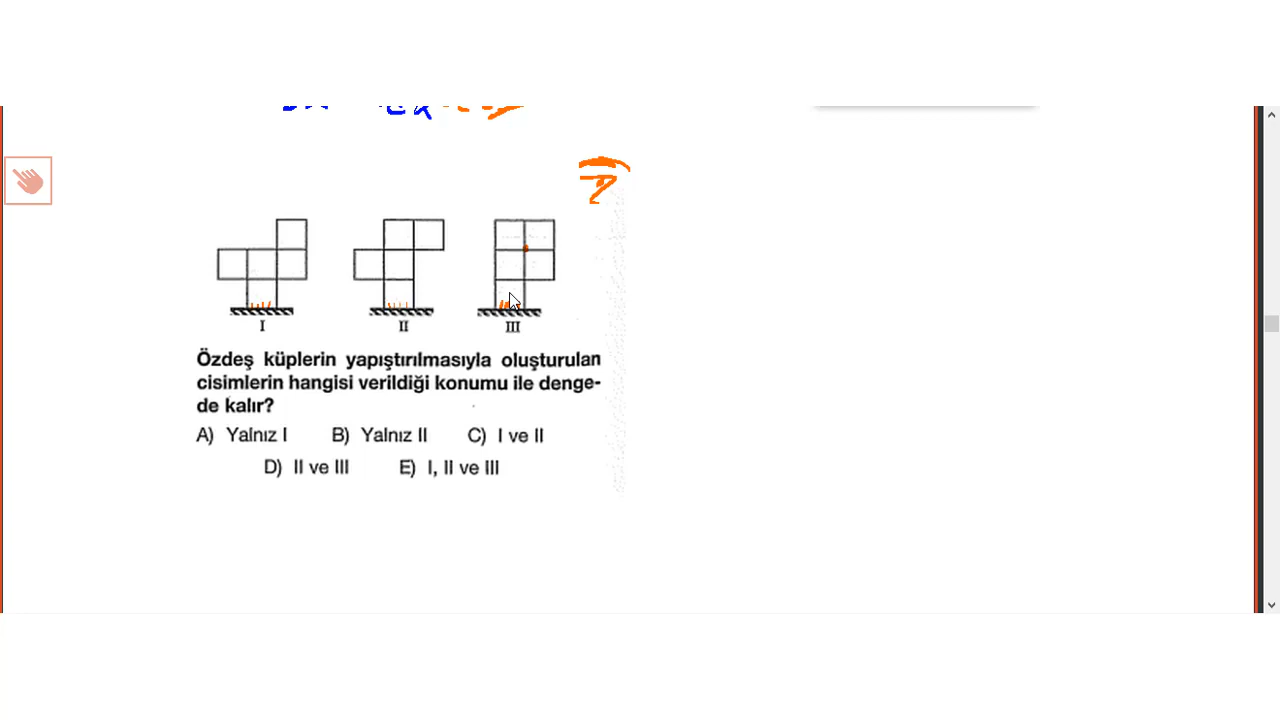 I
II
III
Özdeş küplerin yapıştırılmasıyla oluşturulan
cisimlerin hangisi verildiği konumu ile denge-
de kalır?
A) Yalnız I B) Yalnız II C) I ve II
D) II ve III E) I, II ve III